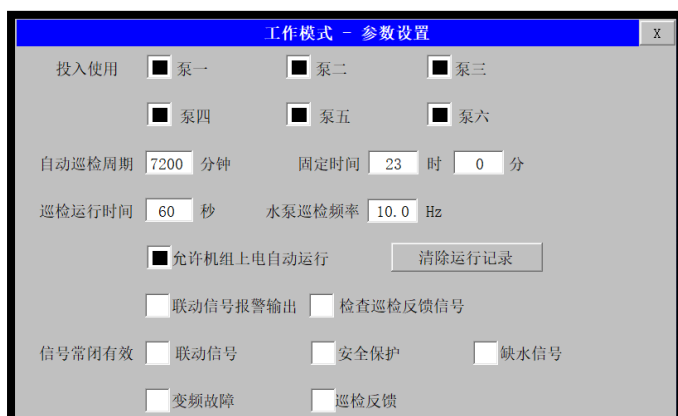 工作模式 - 参数设置 X
投入使用 泵一 泵二 泵三
泵四 泵五 泵六
自动巡检周期 7200 分钟 固定时间 23 时 0 分
巡检运行时间 60 秒 水泵巡检频率 10.0 Hz
允许机组上电自动运行 清除运行记录
联动信号报警输出 检查巡检反馈信号
信号常闭有效 联动信号 安全保护 缺水信号
变频故障 巡检反馈